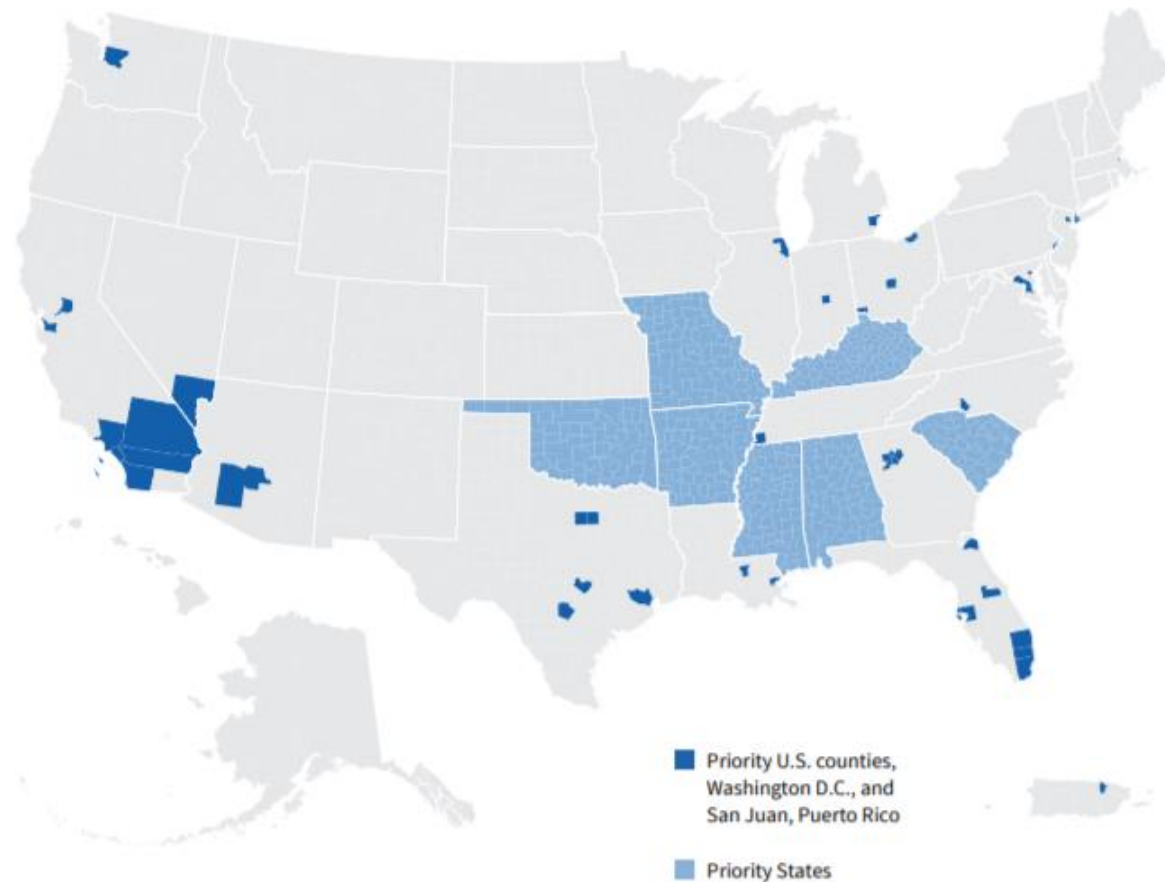 Priority U.S. counties,
Washington D.C., and
San Juan, Puerto Rico
Priority States